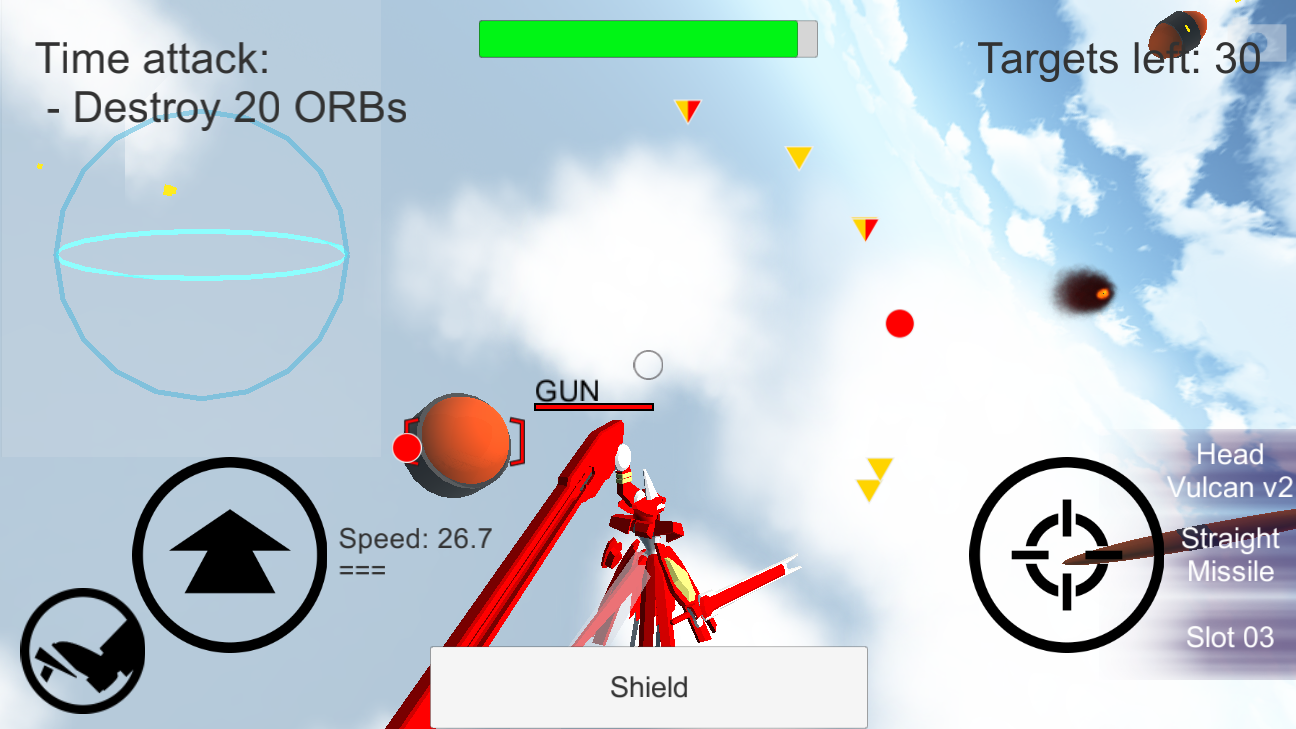 Time attack:
- Destroy 20 ORBs
Targets left: 30
GUN
Speed: 26.7
===
Head
Vulcan v2
Straight
Missile
Slot 03
Shield